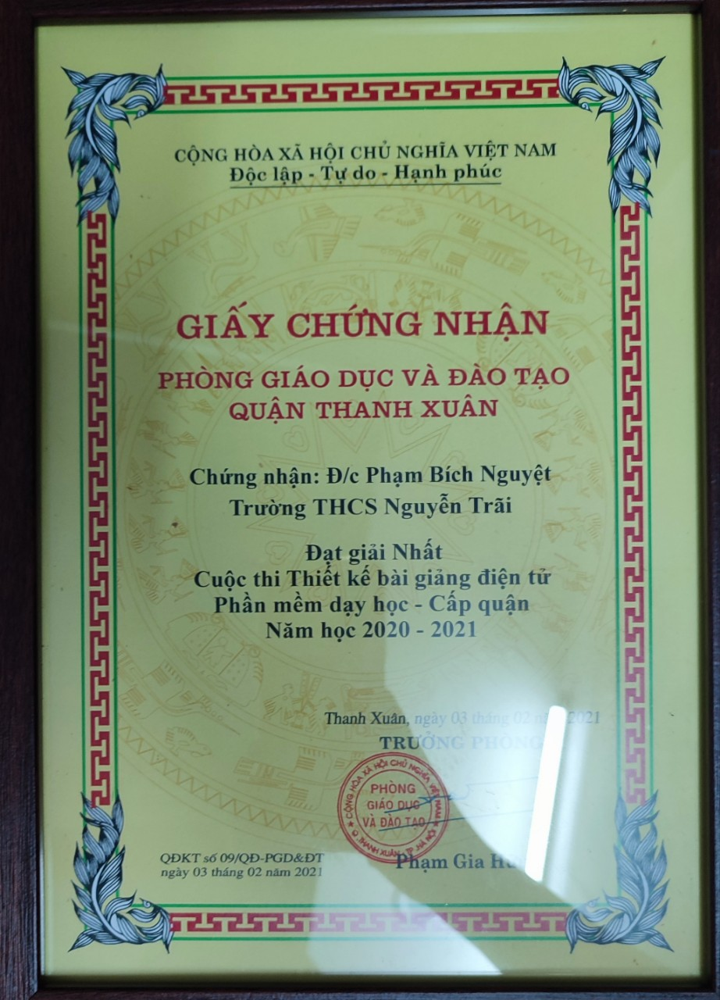 CỘNG HÒA XÃ HỘI CHỦ NGHĨA VIỆT NAM
Độc lập - Tự do - Hạnh phúc
GIẤY CHỨNG NHẬN
PHÒNG GIÁO DỤC VÀ ĐÀO TẠO
QUẬN THANH XUÂN
Chứng nhận: Đ/c Phạm Bích Nguyệt
Trường THCS Nguyễn Trãi
Đạt giải Nhất
Cuộc thi Thiết kế bài giảng điện tử
Phần mềm dạy học - Cấp quận
Năm học 2020 - 2021
Thanh Xuân, ngày 03 tháng 02 năm 2021
TRƯỞNG PHÒNG
CỘNG HÒA XÃ HỘI CHỦ NGHĨA VIỆT NAM
PHÒNG
GIÁO DỤC
VÀ ĐÀO TẠO
Q. THANH XUÂN - TP. HÀ NỘI
Phạm Gia
QĐKT số 09/QĐ-PGD&ĐT
ngày 03 tháng 02 năm 2021